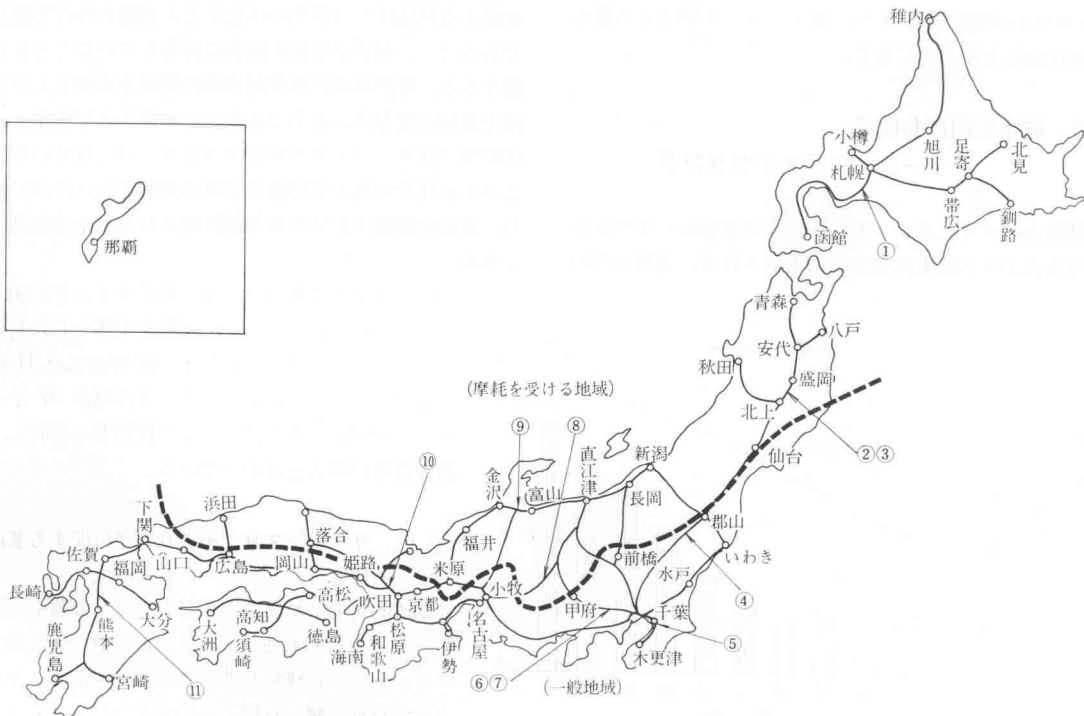 稚内
小樽
旭川
足寄
北見
札幌
帯広
釧路
函館
①
那覇
青森
八戸
安代
秋田
盛岡
(摩耗を受ける地域)
北上
⑨
⑧
仙台
②③
⑩
金沢
富山
直江津
新潟
長岡
下関
浜田
福井
郡山
佐賀
山口
広島
落合
岡山
姫路
米原
小牧
前橋
いわき
長崎
福岡
大分
高松
吹田
京都
甲府
水戸
④
鹿児島
熊本
大洲
高知
須崎
徳島
海南
和歌山
松原
伊勢
名古屋
千葉
⑤
木更津
宮崎
⑪
⑥⑦
(一般地域)